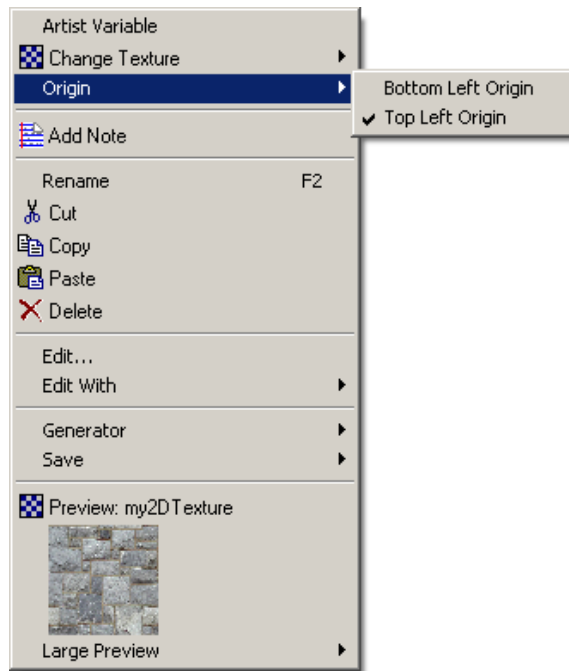 Artist Variable
Change Texture
Origin
Bottom Left Origin
Top Left Origin
Add Note
Rename F2
Cut
Copy
Paste
Delete
Edit...
Edit With
Generator
Save
Preview: my2DTexture
Large Preview